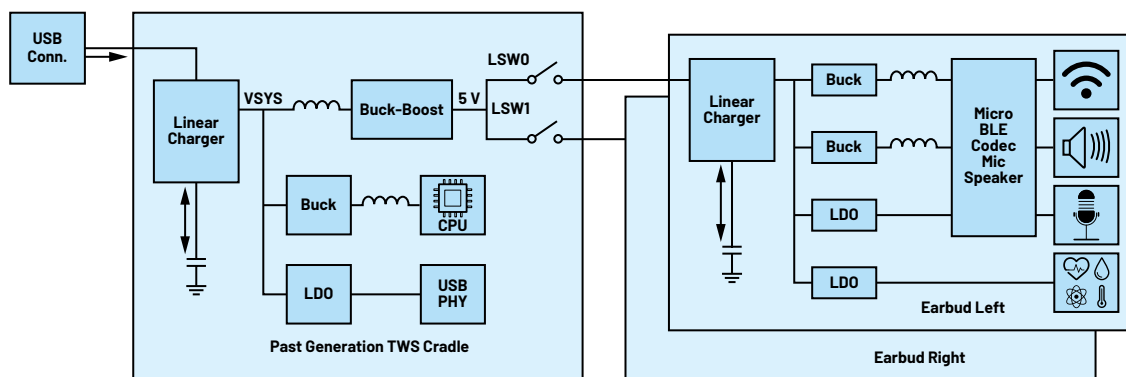 USB
Conn.
Linear
Charger
VSYS
Buck-Boost
5 V
LSW0
LSW1
Buck
CPU
LDO
USB
PHY
Past Generation TWS Cradle
Linear
Charger
Buck
Buck
LDO
LDO
Micro
BLE
Codec
Mic
Speaker
Earbud Left
Earbud Right